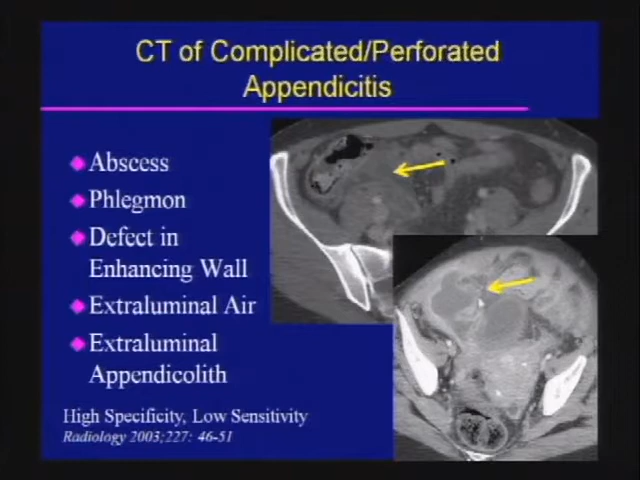 CT of Complicated/Perforated
Appendicitis
Abscess
Phlegmon
Defect in
Enhancing Wall
Extraluminal Air
Extraluminal
Appendicolith
High Specificity, Low Sensitivity
Radiology 2003;227: 46-51